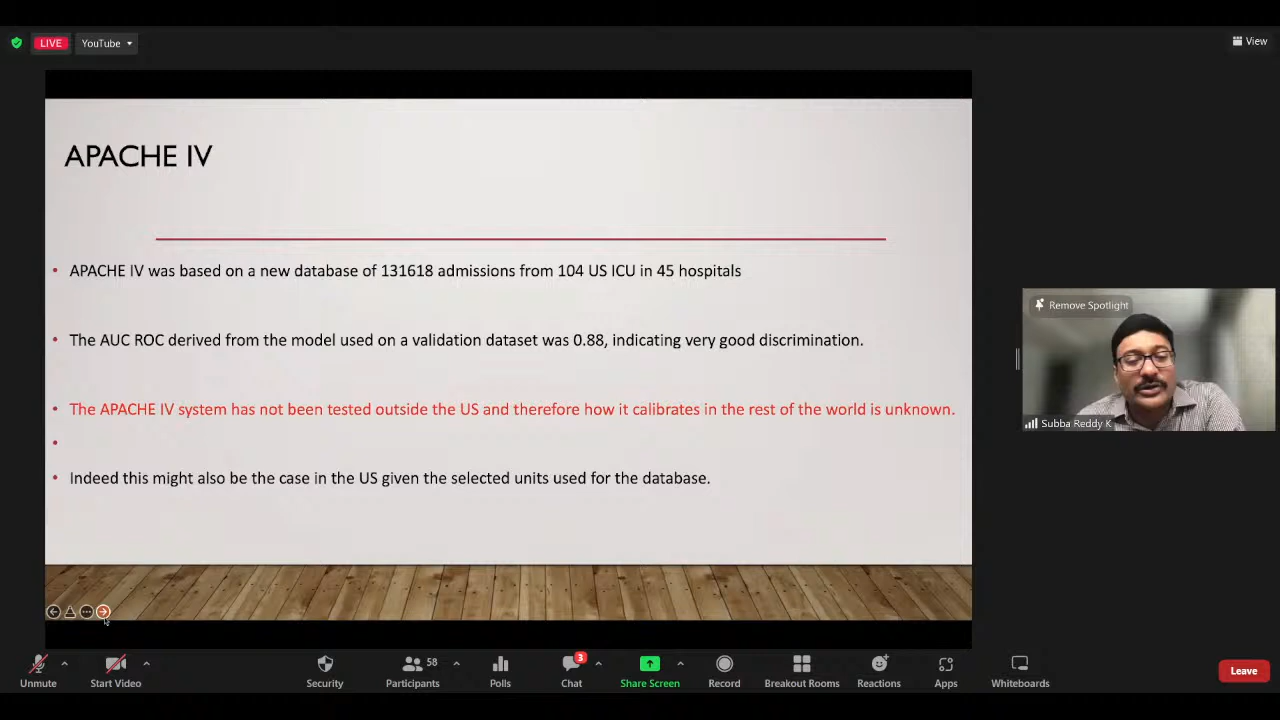 LIVE
YouTube
View
APACHE IV
• APACHE IV was based on a new database of 131618 admissions from 104 US ICU in 45 hospitals
• The AUC ROC derived from the model used on a validation dataset was 0.88, indicating very good discrimination.
• The APACHE IV system has not been tested outside the US and therefore how it calibrates in the rest of the world is unknown.
•
• Indeed this might also be the case in the US given the selected units used for the database.
Remove Spotlight
Subba Reddy K
58
3
Unmute
Start Video
Security
Participants
Polls
Chat
Share Screen
Record
Breakout Rooms
Reactions
Apps
Whiteboards
Leave